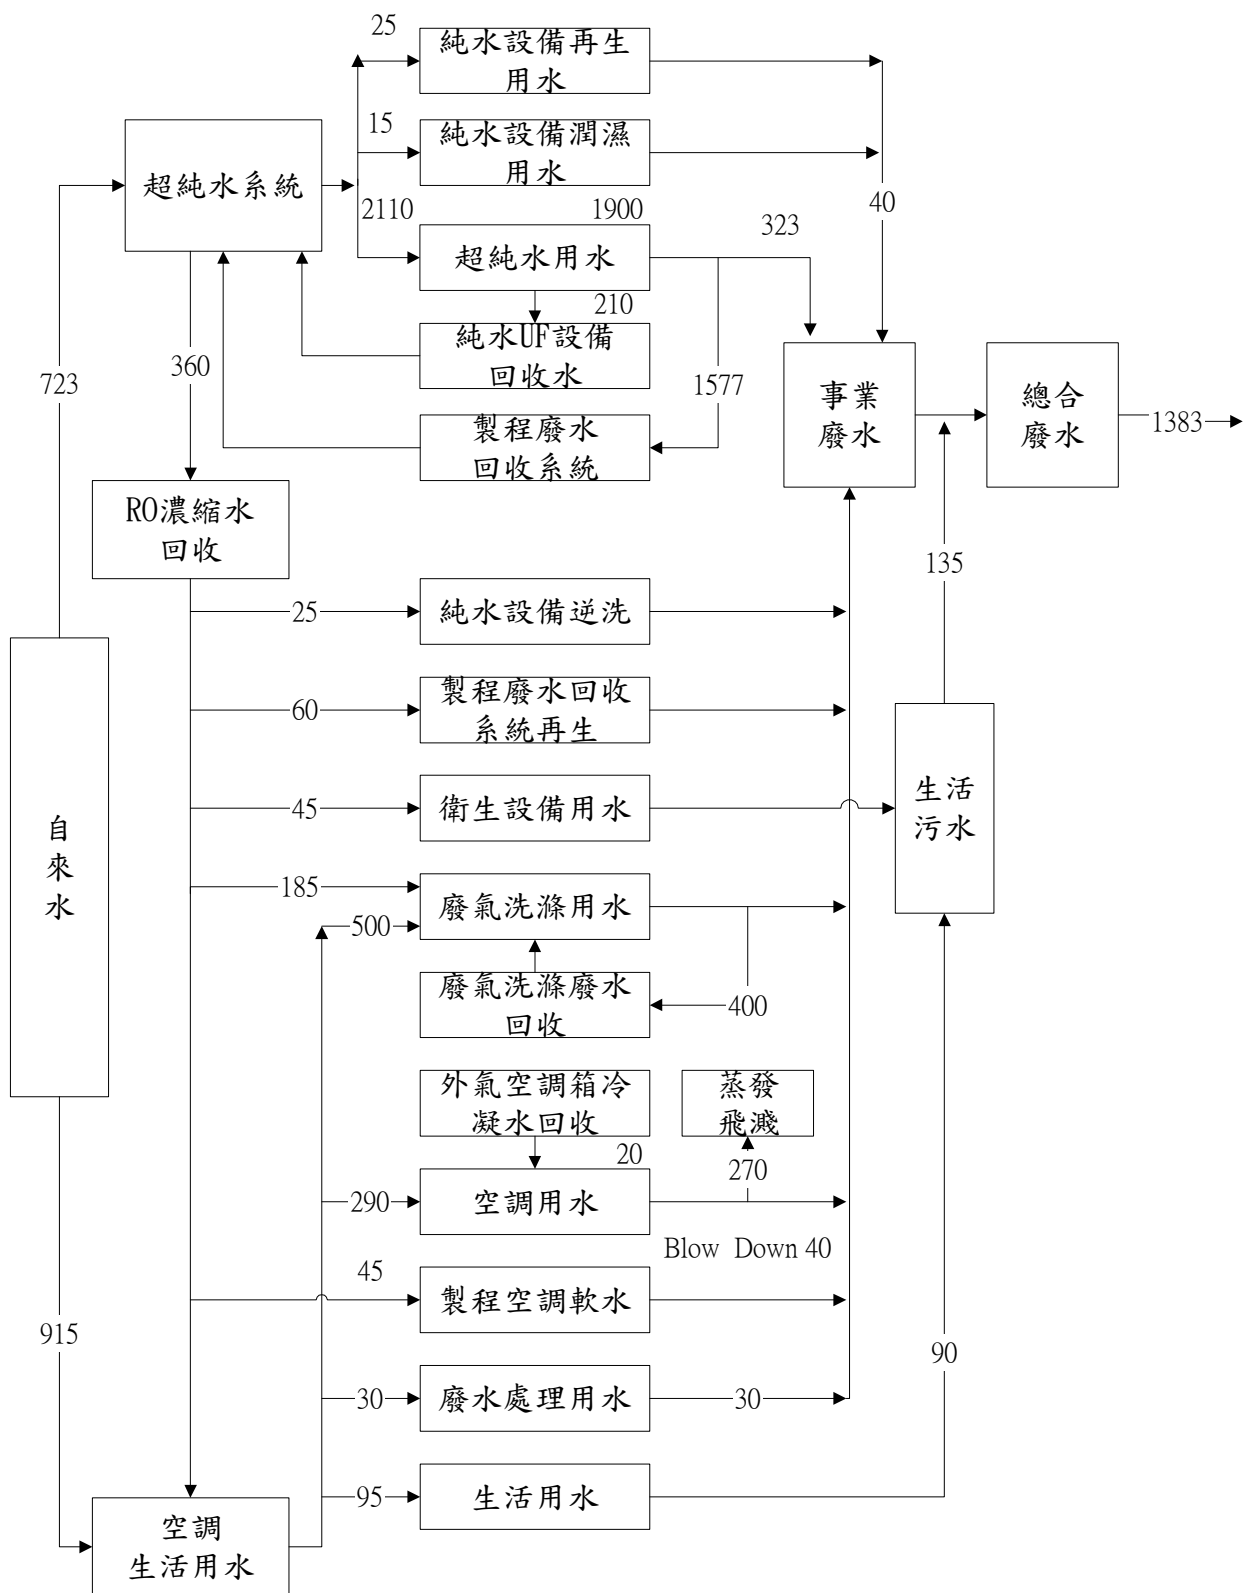 25
純水設備再生
用水
15
純水設備潤濕
用水
超純水系統
2110
1900
323
40
超純水用水
210
純水UF設備
回收水
723
360
1577
事業
廢水
總合
廢水
1383
製程廢水
回收系統
RO濃縮水
回收
135
25
純水設備逆洗
60
製程廢水回收
系統再生
45
衛生設備用水
生活
污水
自
來
水
185
廢氣洗滌用水
500
廢氣洗滌廢水
回收
400
外氣空調箱冷
凝水回收
蒸發
飛濺
20
270
290
空調用水
Blow Down 40
45
製程空調軟水
915
90
30
廢水處理用水
30
95
生活用水
空調
生活用水